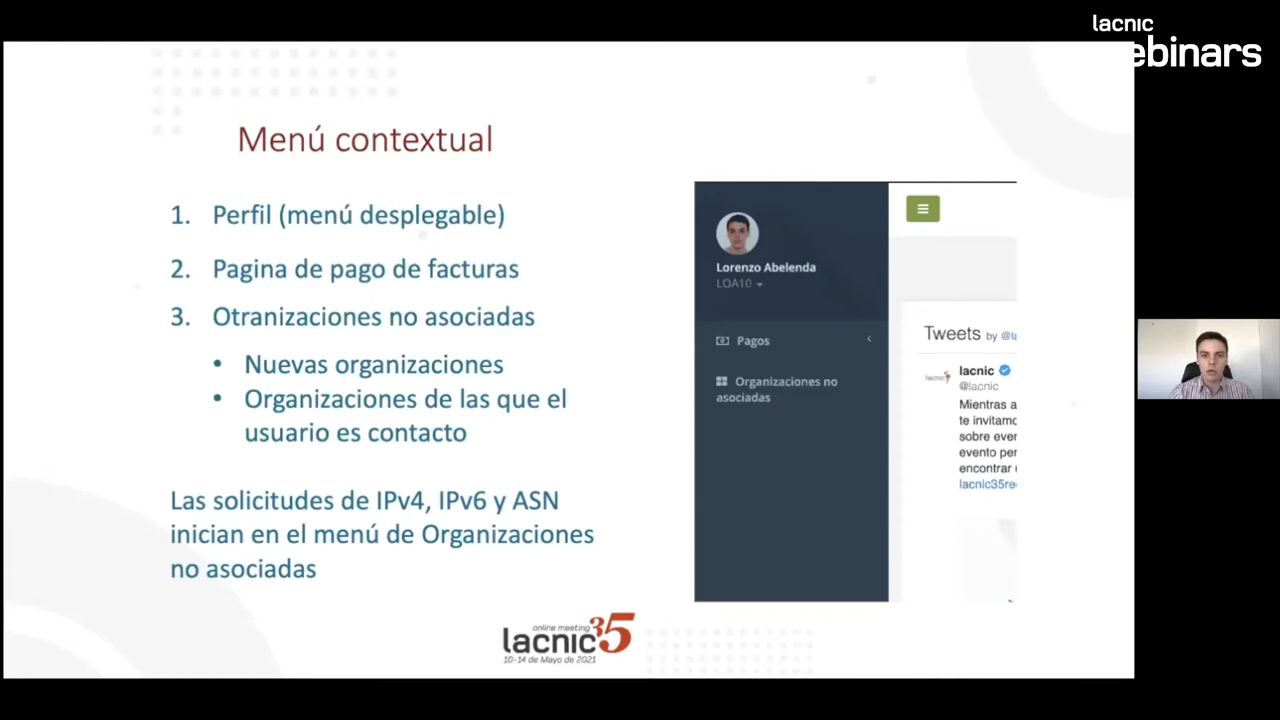 lacnic
ebinars
Menú contextual
1. Perfil (menú desplegable)
2. Pagina de pago de facturas
3. Otranizaciones no asociadas
• Nuevas organizaciones
• Organizaciones de las que el
usuario es contacto
Las solicitudes de IPv4, IPv6 y ASN
inician en el menú de Organizaciones
no asociadas
Lorenzo Abelenda
LOA10
Pagos
Organizaciones no
asociadas
Tweets by @la
lacnic
@lacnic
Mientras a
te invitamo
sobre ever
evento per
encontrar
lacnic35re
online meeting
lacnic35
10-14 de Mayo de 2021